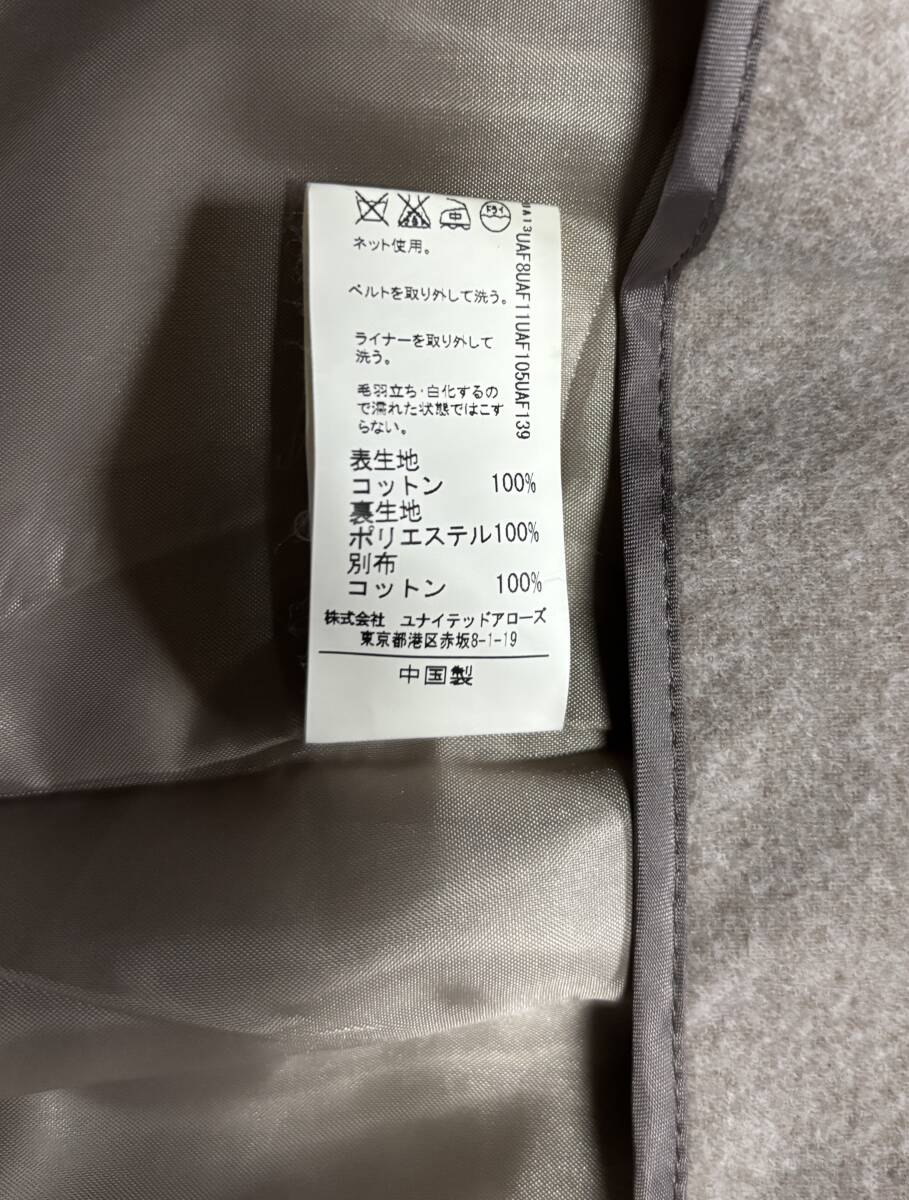 中
ドライ
ネット使用。
ベルトを取り外して洗う。
ライナーを取り外して
洗う。
毛羽立ち・白化するの
で濡れた状態ではこす
らない。
表生地
コットン 100%
裏生地
ポリエステル100%
別布
コットン 100%
株式会社 ユナイテッドアローズ
東京都港区赤坂8-1-19
中国製
UA13UAF8UAF11UAF105UAF139